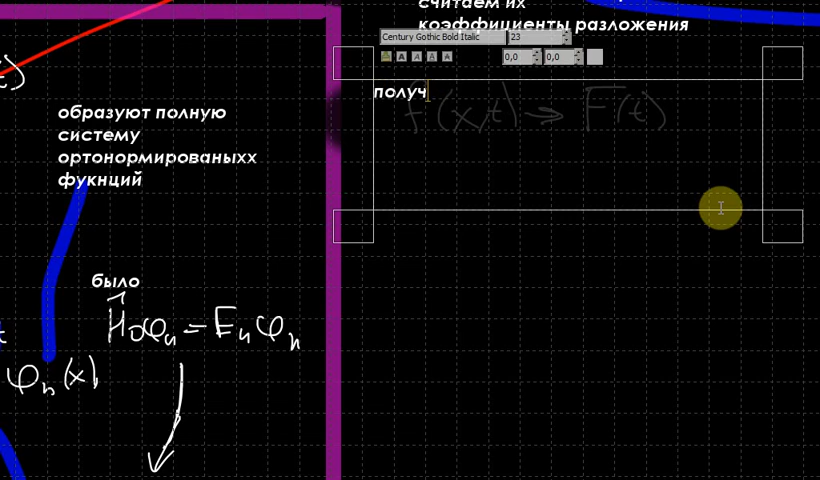 считаем их
коэффициенты разложения
Century Gothic Bold Italic 23
A A A A A 0,0 0,0
получ
f(x,t) → F(t)
t)
образуют полную
систему
ортонормированыхх
фукнций
было
Ĥ₀φₙ = Eₙφₙ
t
φₙ(x)